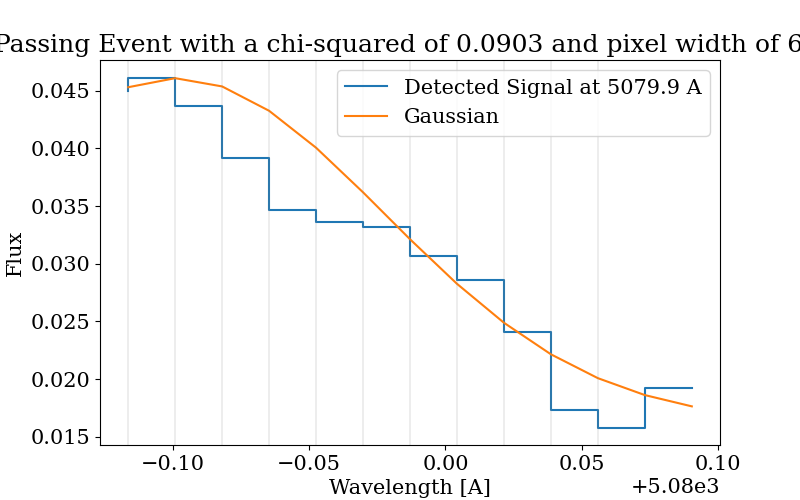 Passing Event with a chi-squared of 0.0903 and pixel width of 6
Detected Signal at 5079.9 A
Gaussian
Flux
0.045
0.040
0.035
0.030
0.025
0.020
0.015
−0.10
−0.05
0.00
0.05
0.10
+5.08e3
Wavelength [A]